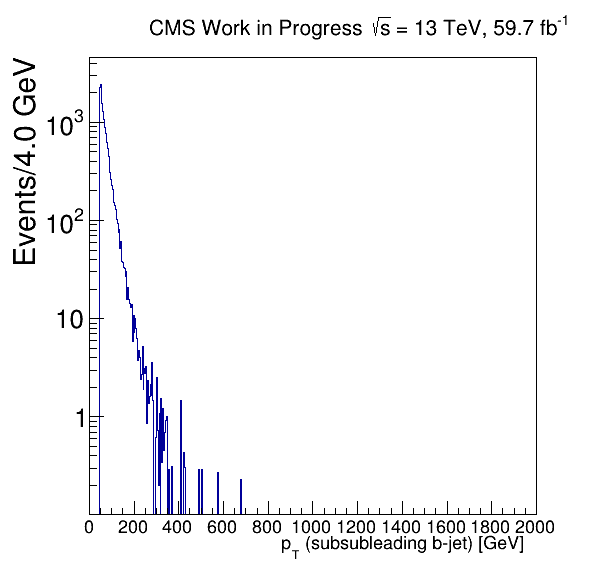 CMS Work in Progress √s = 13 TeV, 59.7 fb⁻¹
Events/4.0 GeV
10³
10²
10
1
0 200 400 600 800 1000 1200 1400 1600 1800 2000
p_T (subsubleading b-jet) [GeV]